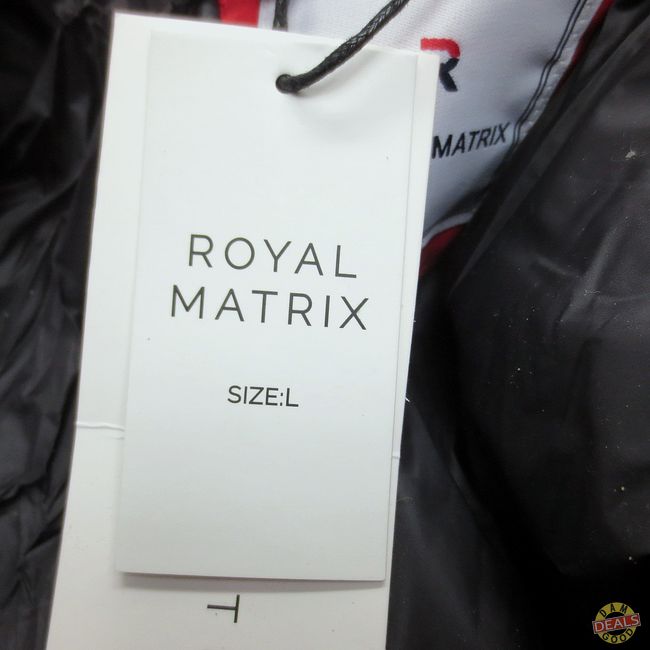 R
MATRIX
ROYAL
MATRIX
SIZE:L
T
DAM
DEALS
GOOD